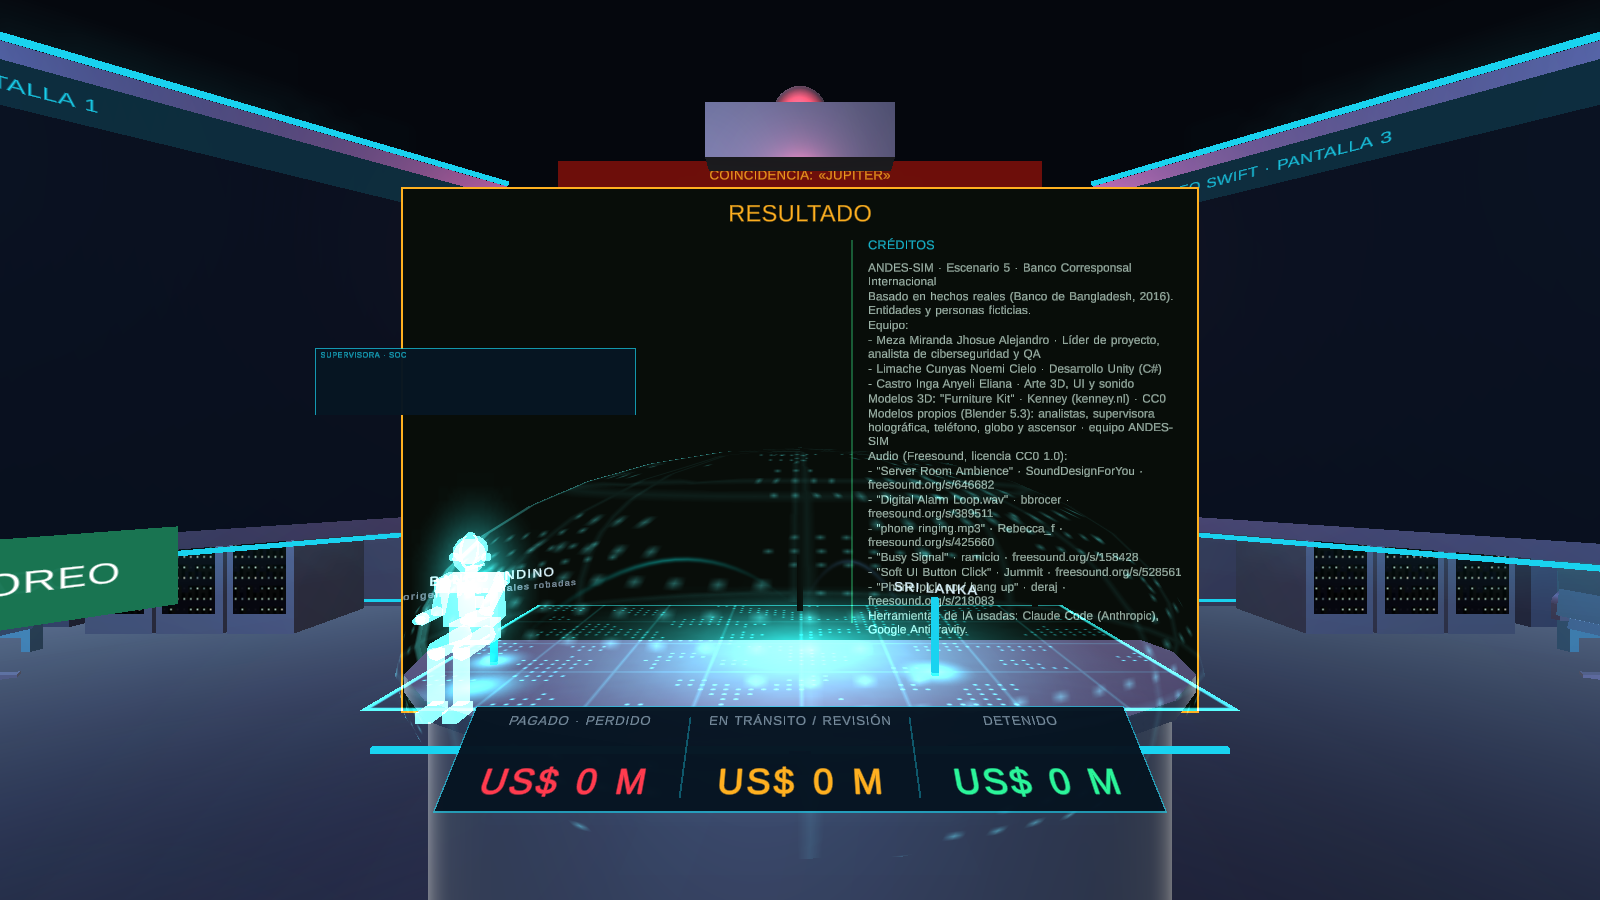 TALLA 1
SWIFT · PANTALLA 3
COINCIDENCIA: «JUPITER»
RESULTADO
CRÉDITOS
ANDES-SIM · Escenario 5 · Banco Corresponsal
Internacional
Basado en hechos reales (Banco de Bangladesh, 2016).
Entidades y personas ficticias.
Equipo:
- Meza Miranda Jhosue Alejandro · Líder de proyecto,
analista de ciberseguridad y QA
- Limache Cunyas Noemi Cielo · Desarrollo Unity (C#)
- Castro Inga Anyeli Eliana · Arte 3D, UI y sonido
Modelos 3D: "Furniture Kit" · Kenney (kenney.nl) · CC0
Modelos propios (Blender 5.3): analistas, supervisora
holográfica, teléfono, globo y ascensor · equipo ANDES-
SIM
Audio (Freesound, licencia CC0 1.0):
- "Server Room Ambience" · SoundDesignForYou ·
freesound.org/s/646682
- "Digital Alarm Loop.wav" · bbrocer ·
freesound.org/s/389511
- "phone ringing.mp3" · Rebecca_f ·
freesound.org/s/425660
- "Busy Signal" · ramicio · freesound.org/s/158428
- "Soft UI Button Click" · Jummit · freesound.org/s/528561
hang up" · deraj ·
freesound.org/s/218083
Herramientas de IA usadas: Claude Code (Anthropic),
Google Antigravity.
SUPERVISORA · SOC
OREO
NDINO
robadas
SRI LANKA
PAGADO · PERDIDO
EN TRÁNSITO / REVISIÓN
DETENIDO
US$ 0 M
US$ 0 M
US$ 0 M